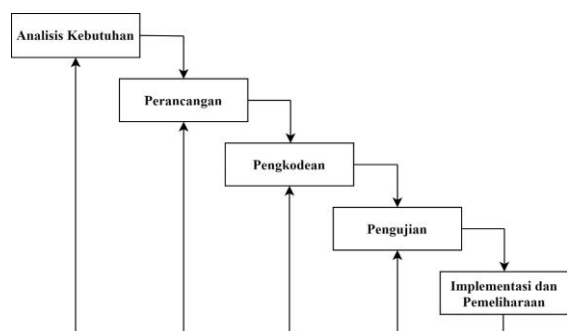 Analisis Kebutuhan
Perancangan
Pengkodean
Pengujian
Implementasi dan
Pemeliharaan